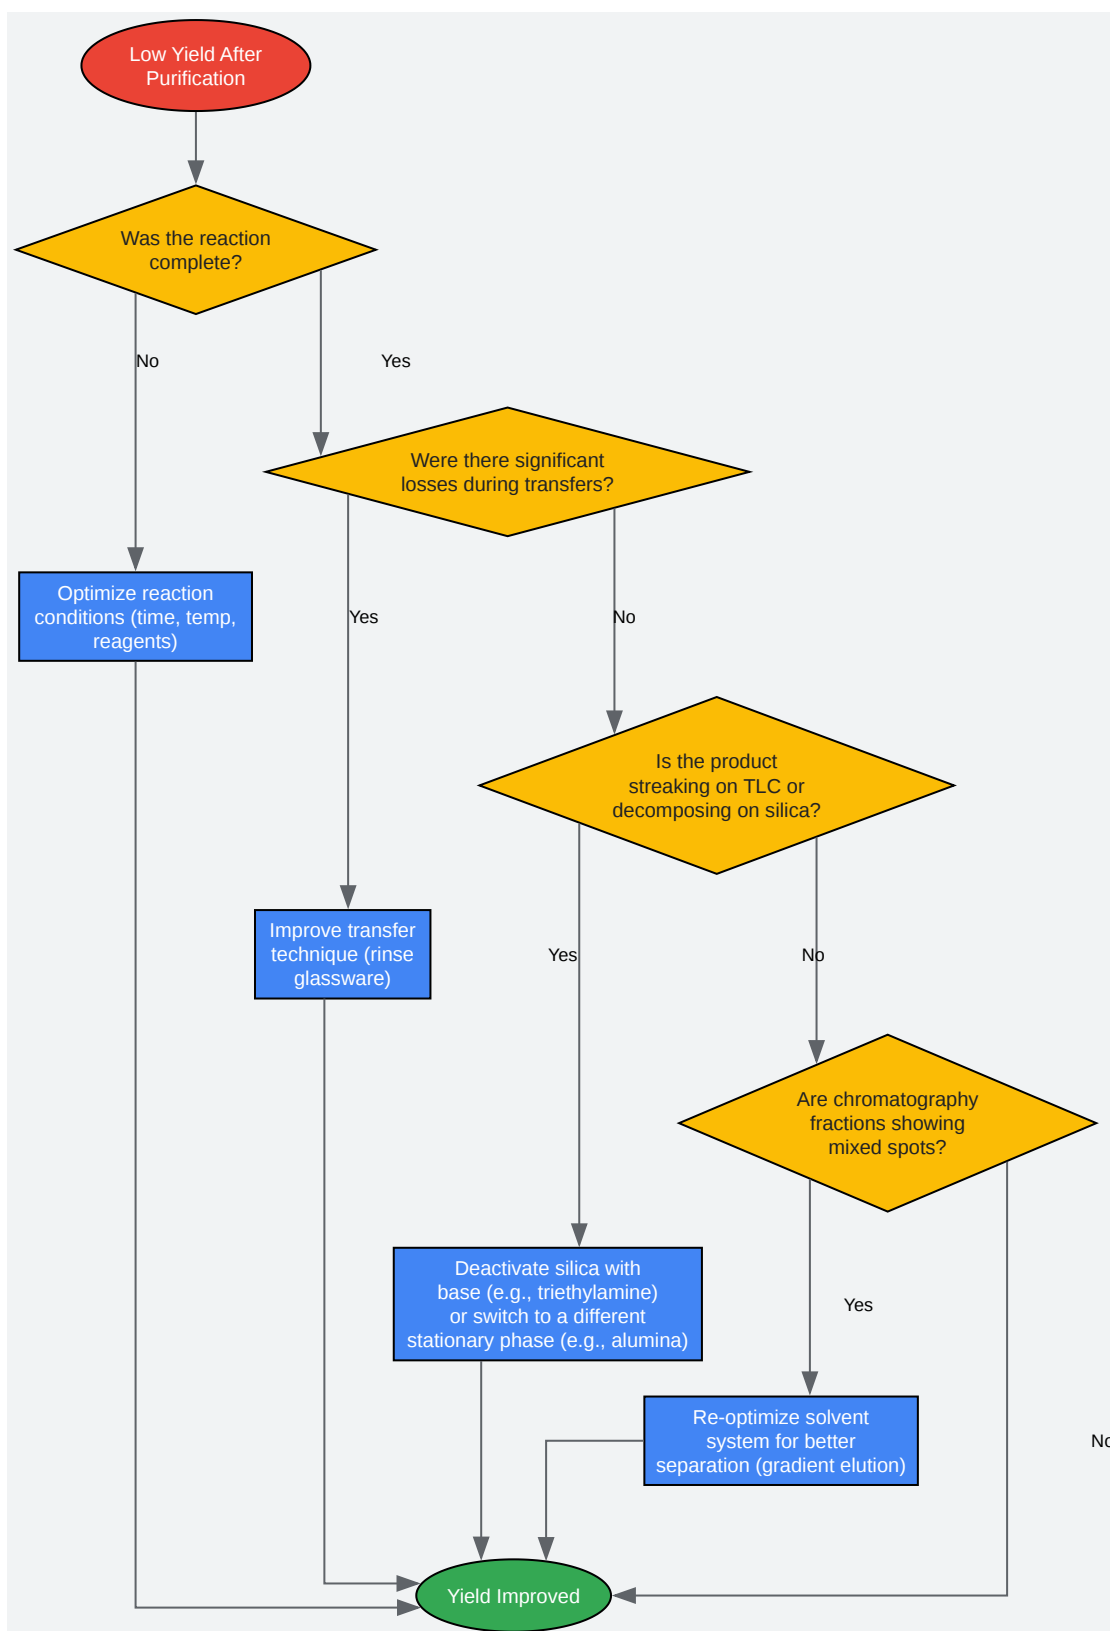 Low Yield After
Purification
Was the reaction
complete?
No
Yes
Were there significant
losses during transfers?
Optimize reaction
conditions (time, temp,
reagents)
Yes
No
Is the product
streaking on TLC or
decomposing on silica?
Improve transfer
technique (rinse
glassware)
Yes
No
Are chromatography
fractions showing
mixed spots?
Deactivate silica with
base (e.g., triethylamine)
or switch to a different
stationary phase (e.g., alumina)
Yes
Re-optimize solvent
system for better
separation (gradient elution)
No
Yield Improved